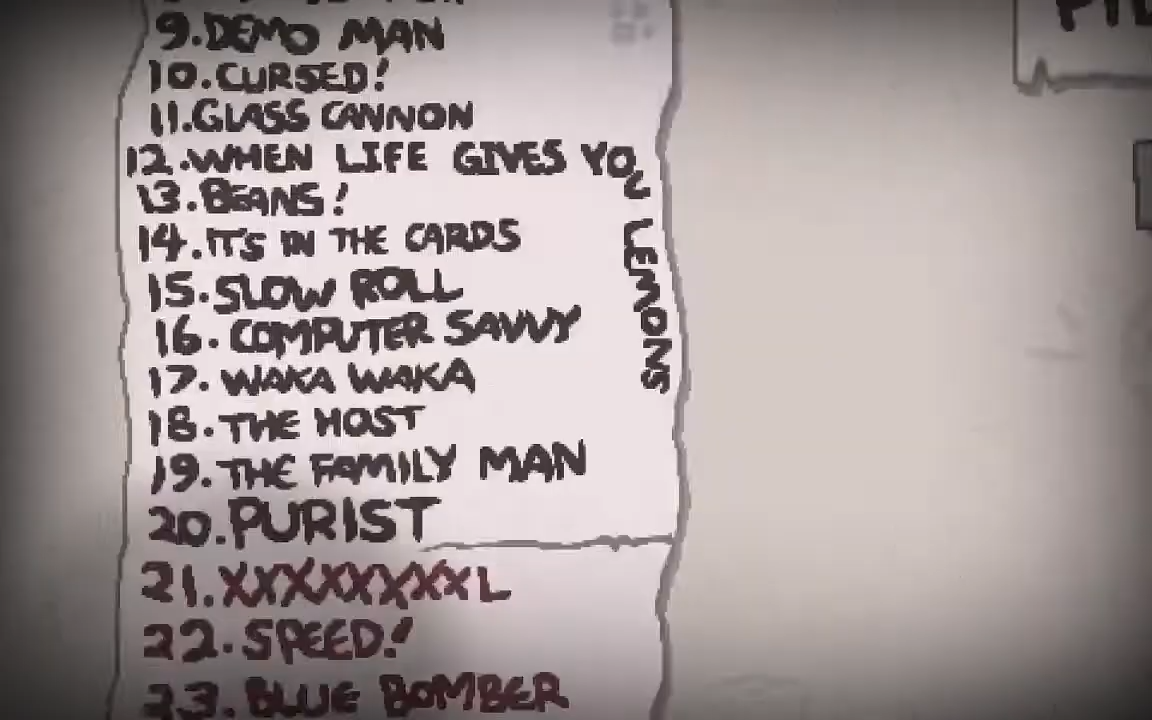 9.DEMO MAN
10.CURSED!
11.GLASS CANNON
12.WHEN LIFE GIVES YOU LEMONS
13.BEANS!
14.IT'S IN THE CARDS
15.SLOW ROLL
16.COMPUTER SAVVY
17.WAKA WAKA
18.THE HOST
19.THE FAMILY MAN
20.PURIST
21.XXXXXXXXL
22.SPEED!
23.BLUE BOMBER